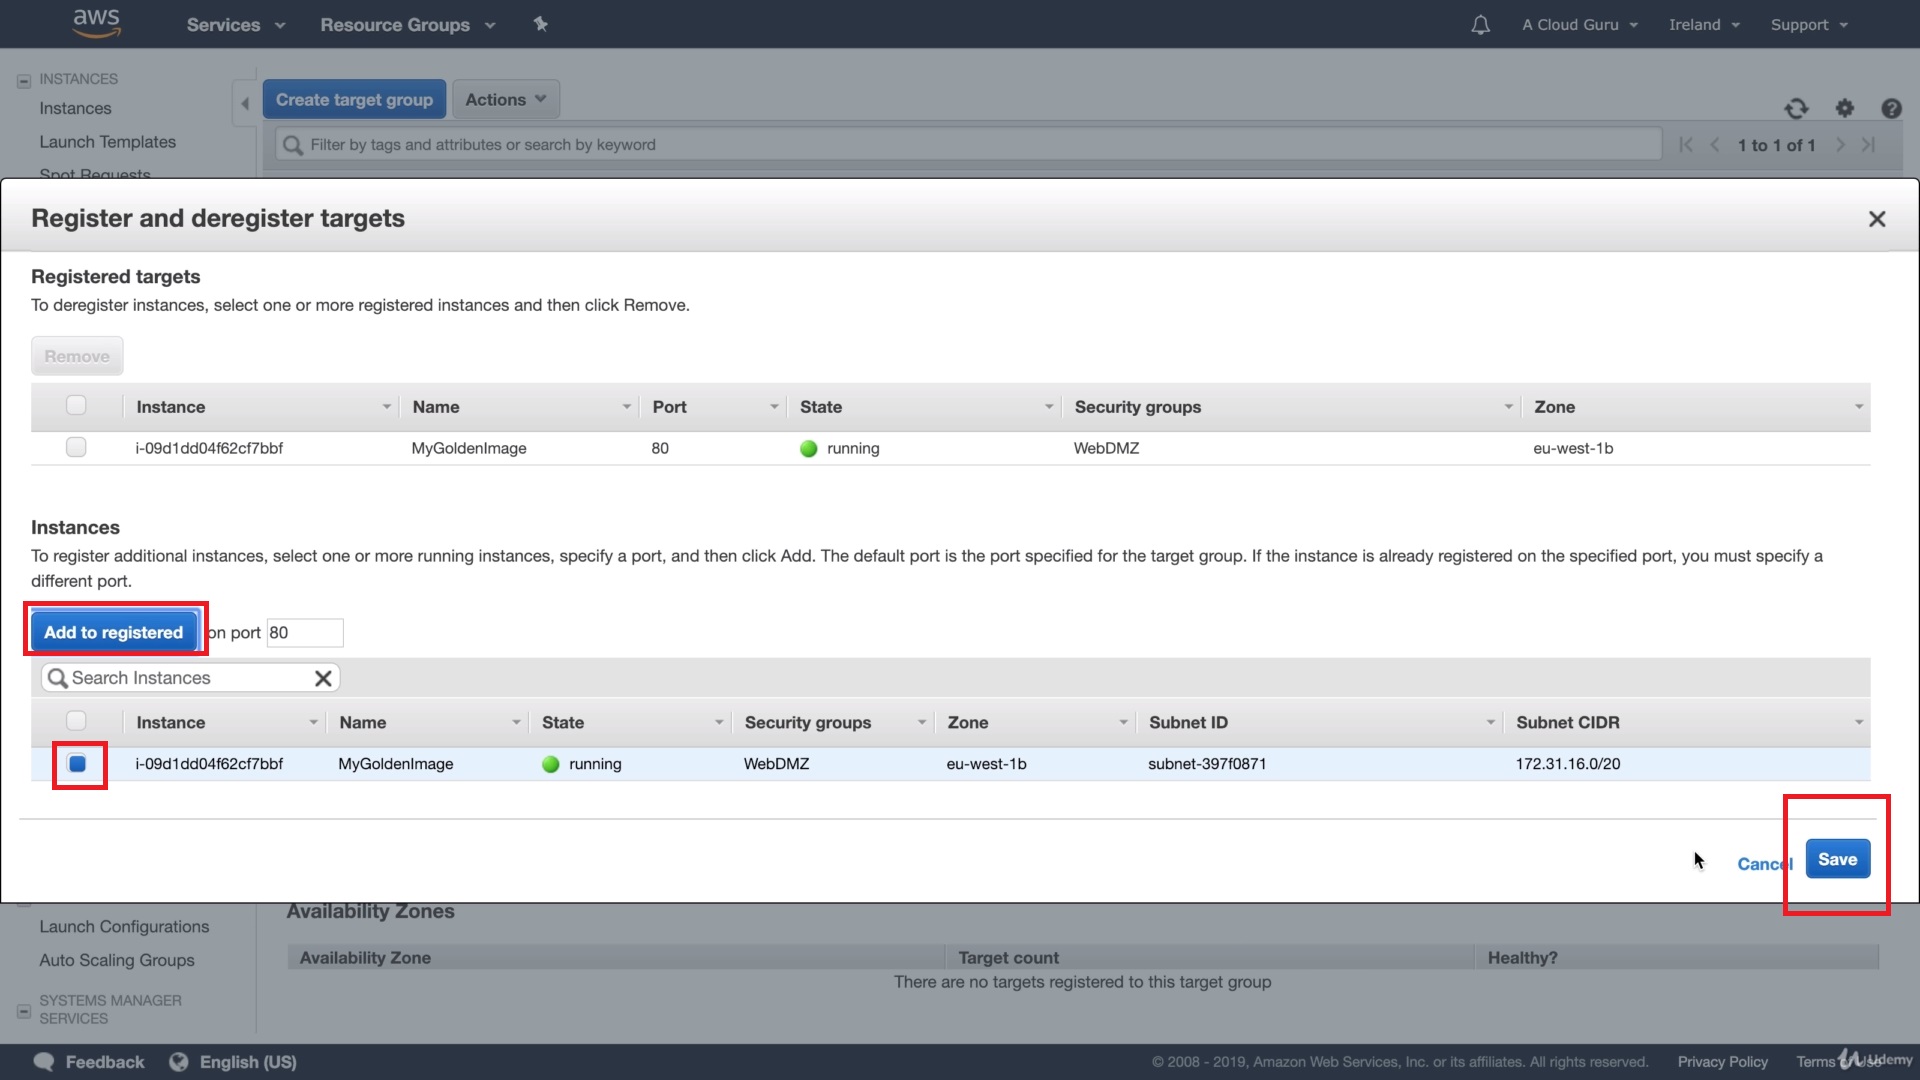 aws
Services
Resource Groups
A Cloud Guru
Ireland
Support
INSTANCES
Instances
Launch Templates
Spot Requests
Create target group
Actions
Filter by tags and attributes or search by keyword
1 to 1 of 1
Register and deregister targets
Registered targets
To deregister instances, select one or more registered instances and then click Remove.
Remove
Instance Name Port State Security groups Zone
i-09d1dd04f62cf7bbf MyGoldenImage 80 running WebDMZ eu-west-1b
Instances
To register additional instances, select one or more running instances, specify a port, and then click Add. The default port is the port specified for the target group. If the instance is already registered on the specified port, you must specify a
different port.
Add to registered on port 80
Search Instances
Instance Name State Security groups Zone Subnet ID Subnet CIDR
i-09d1dd04f62cf7bbf MyGoldenImage running WebDMZ eu-west-1b subnet-397f0871 172.31.16.0/20
Cancel
Save
Launch Configurations
Auto Scaling Groups
SYSTEMS MANAGER
SERVICES
Availability Zones
Availability Zone Target count Healthy?
There are no targets registered to this target group
Feedback
English (US)
© 2008 - 2019, Amazon Web Services, Inc. or its affiliates. All rights reserved.
Privacy Policy
Terms of Use
Udemy